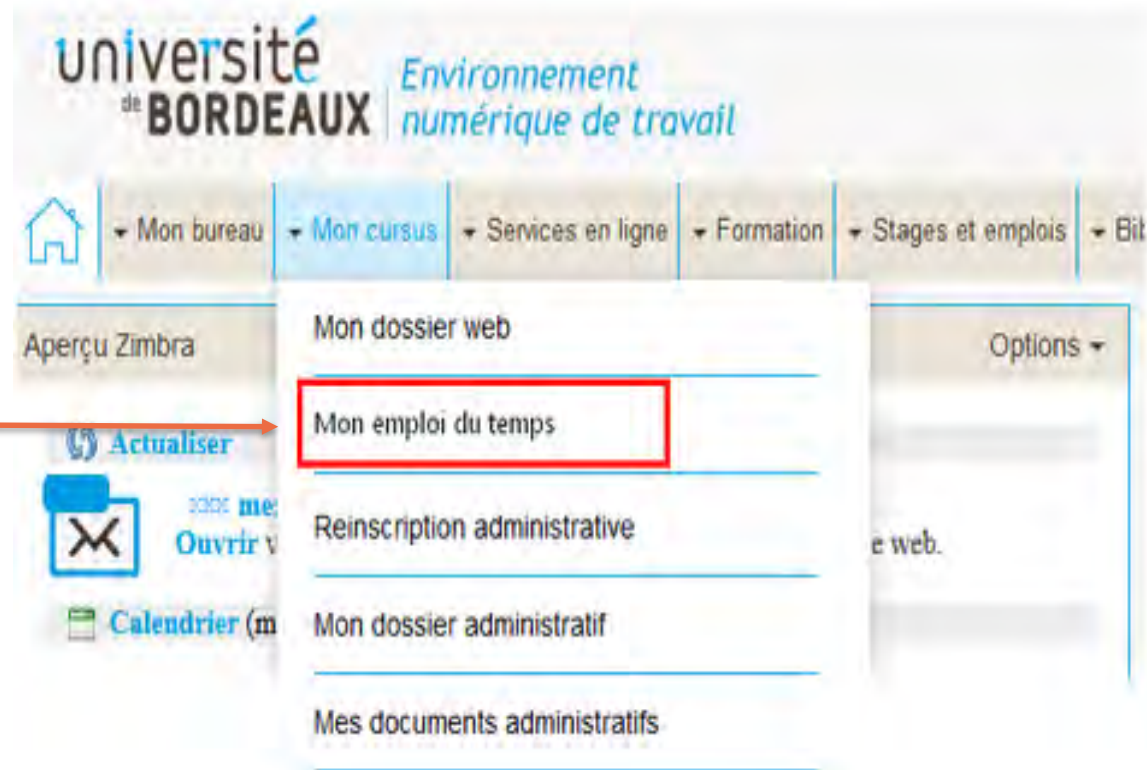 université
de BORDEAUX
Environnement
numérique de travail
Mon bureau
Mon cursus
Services en ligne
Formation
Stages et emplois
Bit
Aperçu Zimbra
Options
Mon dossier web
Mon emploi du temps
Reinscription administrative
Mon dossier administratif
Mes documents administratifs
Actualiser
me
Ouvrir v
e web.
Calendrier (m